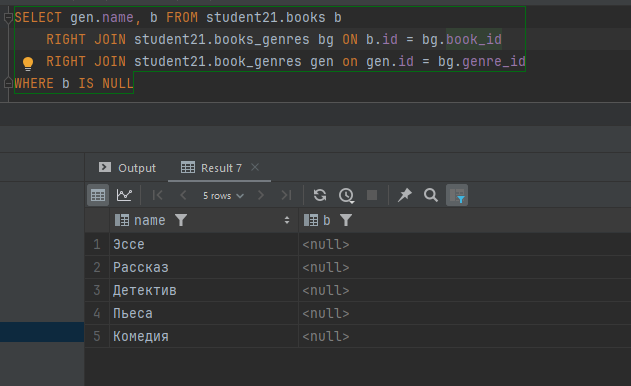 SELECT gen.name, b FROM student21.books b
RIGHT JOIN student21.books_genres bg ON b.id = bg.book_id
RIGHT JOIN student21.book_genres gen on gen.id = bg.genre_id
WHERE b IS NULL
Output Result 7
5 rows
name b
1 Эссе <null>
2 Рассказ <null>
3 Детектив <null>
4 Пьеса <null>
5 Комедия <null>